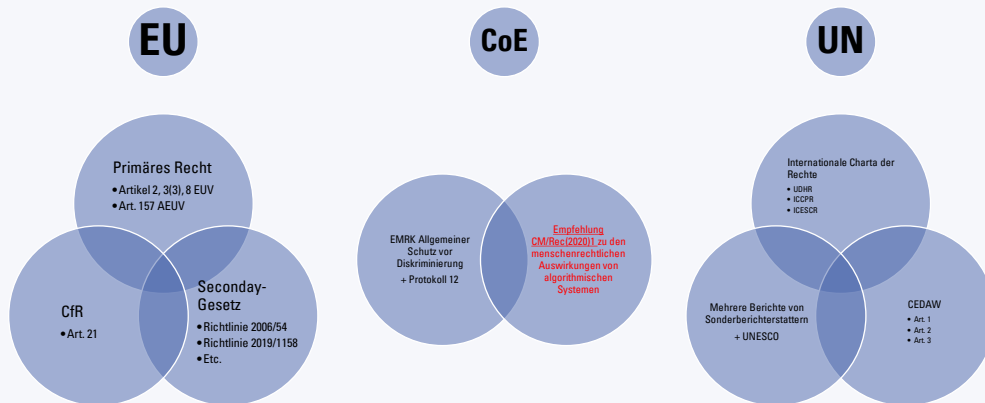 EU
Primäres Recht
• Artikel 2, 3(3), 8 EUV
• Art. 157 AEUV
CfR
• Art. 21
Seconday-
Gesetz
• Richtlinie 2006/54
• Richtlinie 2019/1158
• Etc.
CoE
EMRK Allgemeiner
Schutz vor
Diskriminierung
+ Protokoll 12
Empfehlung
CM/Rec(2020)1 zu den
menschenrechtlichen
Auswirkungen von
algorithmischen
Systemen
UN
Internationale Charta der
Rechte
• UDHR
• ICCPR
• ICESCR
Mehrere Berichte von
Sonderberichterstattern
+ UNESCO
CEDAW
• Art. 1
• Art. 2
• Art. 3